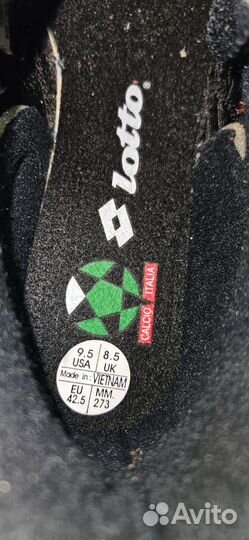 lotto®
CALCIO ITALIA
9.5 8.5
USA UK
Made in: VIETNAM
EU MM.
42.5 273
Avito